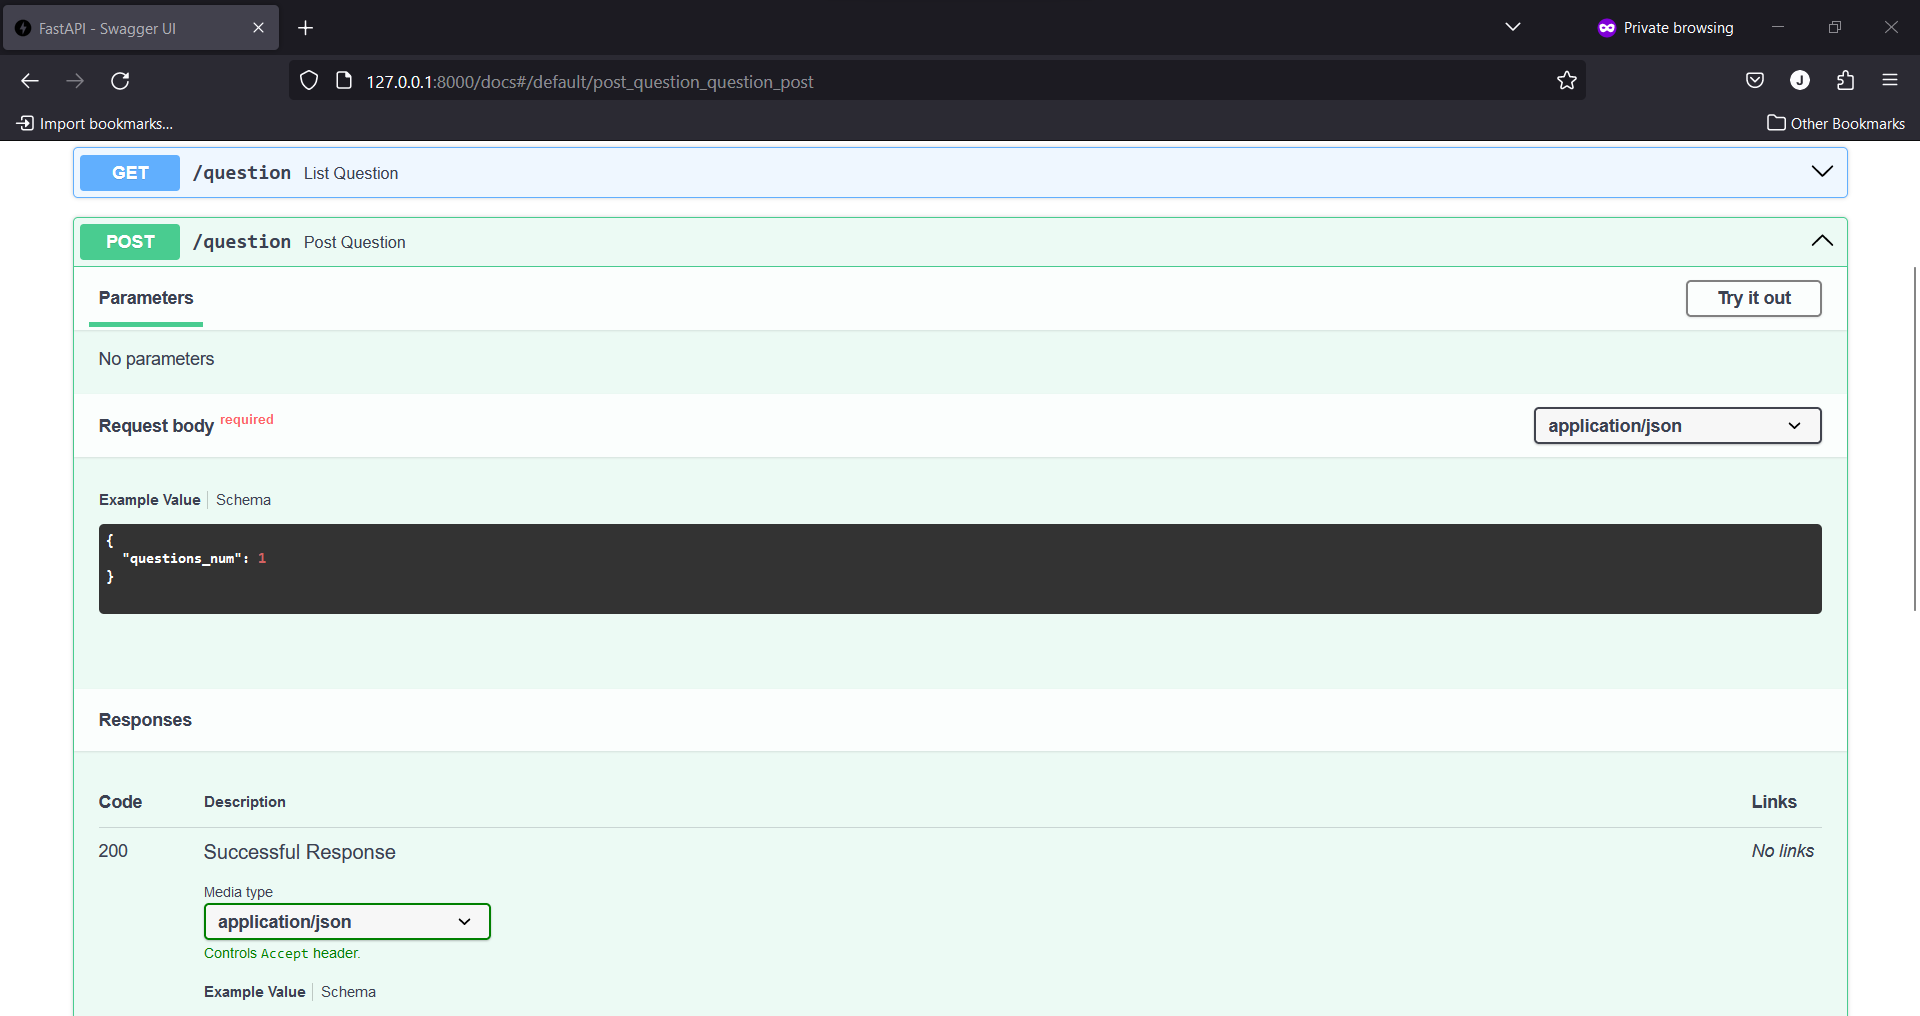 FastAPI - Swagger UI
Private browsing
127.0.0.1:8000/docs#/default/post_question_question_post
J
Import bookmarks...
Other Bookmarks
GET /question List Question
POST /question Post Question
Parameters
Try it out
No parameters
Request body required
application/json
Example Value Schema
{
"questions_num": 1
}
Responses
Code Description Links
200 Successful Response No links
Media type
application/json
Controls Accept header.
Example Value Schema